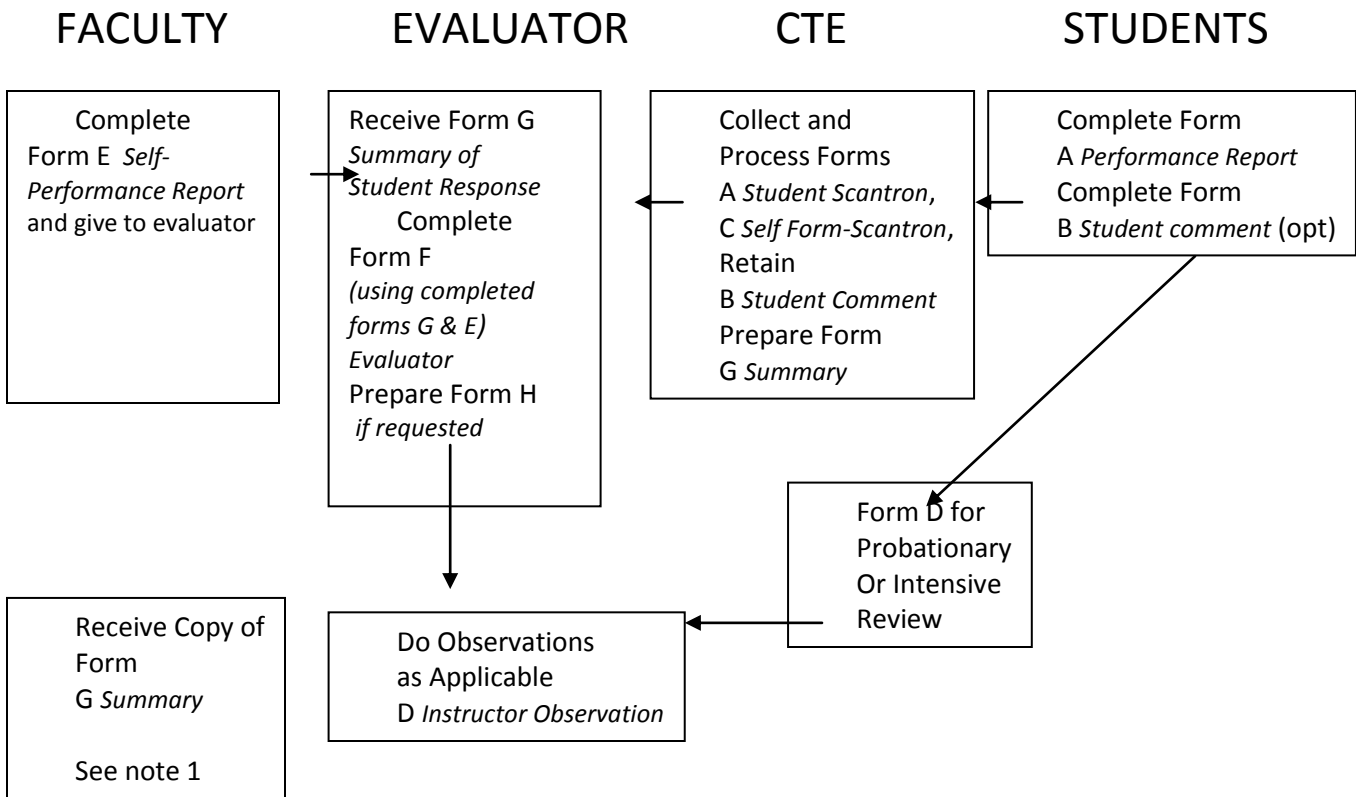 FACULTY EVALUATOR CTE STUDENTS
Complete
Form E Self-
Performance Report
and give to evaluator
Receive Form G
Summary of
Student Response
Complete
Form F
(using completed
forms G & E)
Evaluator
Prepare Form H
if requested
Collect and
Process Forms
A Student Scantron,
C Self Form-Scantron,
Retain
B Student Comment
Prepare Form
G Summary
Complete Form
A Performance Report
Complete Form
B Student comment (opt)
Form D for
Probationary
Or Intensive
Review
Receive Copy of
Form
G Summary
See note 1
Do Observations
as Applicable
D Instructor Observation